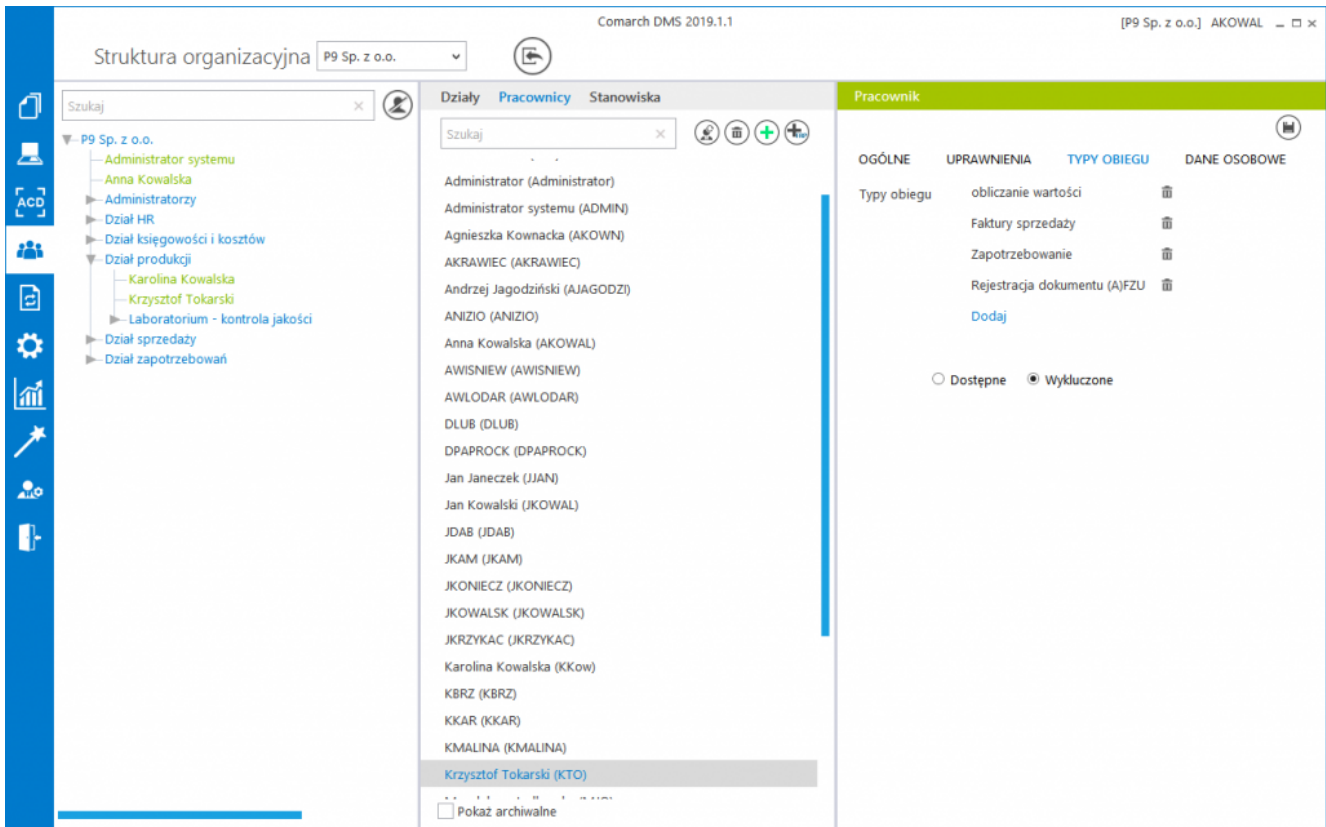 Comarch DMS 2019.1.1
[P9 Sp. z o.o.] AKOWAL
Struktura organizacyjna P9 Sp. z o.o.
ACD
Szukaj
P9 Sp. z o.o.
Administrator systemu
Anna Kowalska
Administratorzy
Dział HR
Dział księgowości i kosztów
Dział produkcji
Karolina Kowalska
Krzysztof Tokarski
Laboratorium - kontrola jakości
Dział sprzedaży
Dział zapotrzebowań
Działy Pracownicy Stanowiska
Szukaj
Administrator (Administrator)
Administrator systemu (ADMIN)
Agnieszka Kownacka (AKOWN)
AKRAWIEC (AKRAWIEC)
Andrzej Jagodziński (AJAGODZI)
ANIZIO (ANIZIO)
Anna Kowalska (AKOWAL)
AWISNIEW (AWISNIEW)
AWLODAR (AWLODAR)
DLUB (DLUB)
DPAPROCK (DPAPROCK)
Jan Janeczek (JJAN)
Jan Kowalski (JKOWAL)
JDAB (JDAB)
JKAM (JKAM)
JKONIECZ (JKONIECZ)
JKOWALSK (JKOWALSK)
JKRZYKAC (JKRZYKAC)
Karolina Kowalska (KKow)
KBRZ (KBRZ)
KKAR (KKAR)
KMALINA (KMALINA)
Krzysztof Tokarski (KTO)
Pokaż archiwalne
Pracownik
OGÓLNE UPRAWNIENIA TYPY OBIEGU DANE OSOBOWE
Typy obiegu obliczanie wartości
Faktury sprzedaży
Zapotrzebowanie
Rejestracja dokumentu (A)FZU
Dodaj
Dostępne Wykluczone